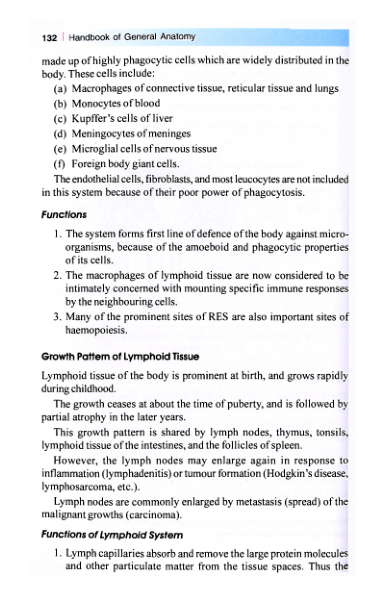 132 | Handbook of General Anatomy
made up of highly phagocytic cells which are widely distributed in the
body. These cells include:
(a) Macrophages of connective tissue, reticular tissue and lungs
(b) Monocytes of blood
(c) Kupffer's cells of liver
(d) Meningocytes of meninges
(e) Microglial cells of nervous tissue
(f) Foreign body giant cells.
The endothelial cells, fibroblasts, and most leucocytes are not included
in this system because of their poor power of phagocytosis.
Functions
1. The system forms first line of defence of the body against micro-
organisms, because of the amoeboid and phagocytic properties
of its cells.
2. The macrophages of lymphoid tissue are now considered to be
intimately concerned with mounting specific immune responses
by the neighbouring cells.
3. Many of the prominent sites of RES are also important sites of
haemopoiesis.
Growth Pattern of Lymphoid Tissue
Lymphoid tissue of the body is prominent at birth, and grows rapidly
during childhood.
The growth ceases at about the time of puberty, and is followed by
partial atrophy in the later years.
This growth pattern is shared by lymph nodes, thymus, tonsils,
lymphoid tissue of the intestines, and the follicles of spleen.
However, the lymph nodes may enlarge again in response to
inflammation (lymphadenitis) or tumour formation (Hodgkin's disease,
lymphosarcoma, etc.).
Lymph nodes are commonly enlarged by metastasis (spread) of the
malignant growths (carcinoma).
Functions of Lymphoid System
1. Lymph capillaries absorb and remove the large protein molecules
and other particulate matter from the tissue spaces. Thus the